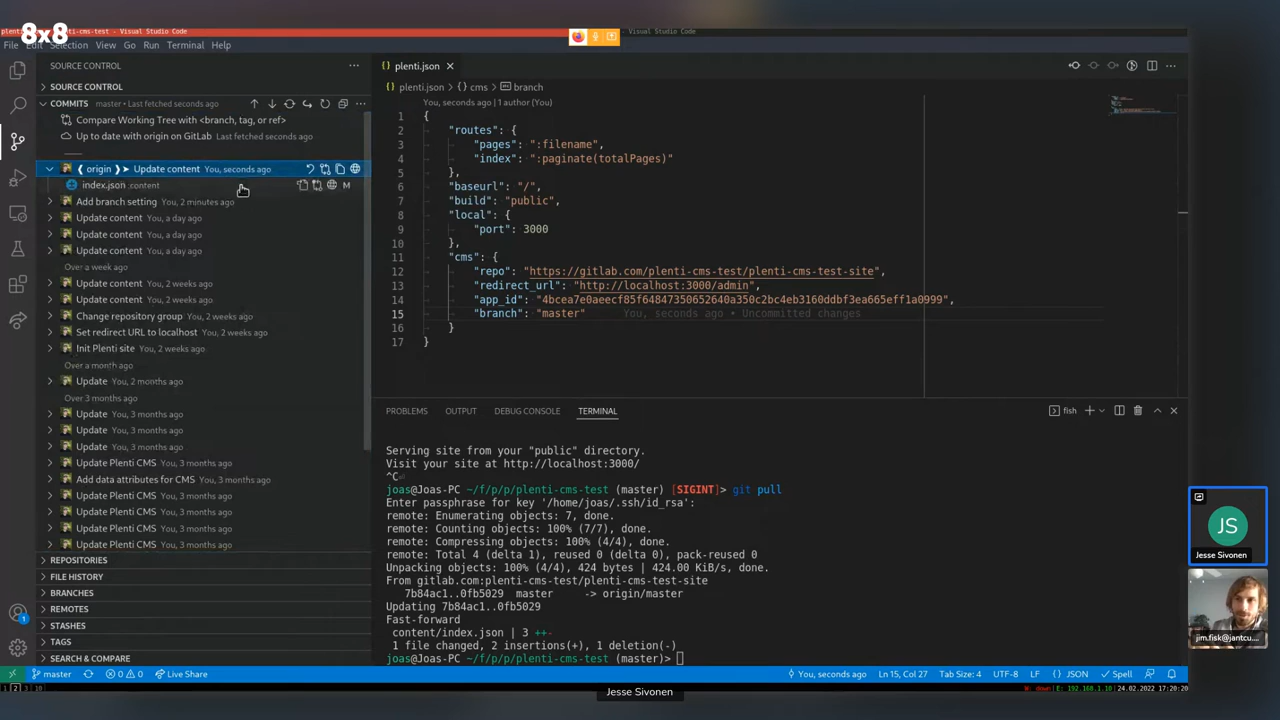 8x8
Visual Studio Code
- Visual Studio Code
File Edit Selection View Go Run Terminal Help
SOURCE CONTROL
SOURCE CONTROL
COMMITS master • Last fetched seconds ago
Compare Working Tree with <branch, tag, or ref>
Up to date with origin on GitLab Last fetched seconds ago
❴ origin ❵➤ Update content You, seconds ago
index.json content M
Add branch setting You, 2 minutes ago
Update content You, a day ago
Update content You, a day ago
Update content You, a day ago
Over a week ago
Update content You, 2 weeks ago
Update content You, 2 weeks ago
Change repository group You, 2 weeks ago
Set redirect URL to localhost You, 2 weeks ago
Init Plenti site You, 2 weeks ago
Over a month ago
Update You, 2 months ago
Over 3 months ago
Update You, 3 months ago
Update You, 3 months ago
Update You, 3 months ago
Update Plenti CMS You, 3 months ago
Add data attributes for CMS You, 3 months ago
Update Plenti CMS You, 3 months ago
Update Plenti CMS You, 3 months ago
Update Plenti CMS You, 3 months ago
Update Plenti CMS You, 3 months ago
REPOSITORIES
FILE HISTORY
BRANCHES
REMOTES
STASHES
TAGS
SEARCH & COMPARE
plenti.json
plenti.json > cms > branch
You, seconds ago | 1 author (You)
1 {
2 "routes": {
3 "pages": ":filename",
4 "index": ":paginate(totalPages)"
5 },
6 "baseurl": "/",
7 "build": "public",
8 "local": {
9 "port": 3000
10 },
11 "cms": {
12 "repo": "https://gitlab.com/plenti-cms-test/plenti-cms-test-site",
13 "redirect_url": "http://localhost:3000/admin",
14 "app_id": "4bcea7e0aeecf85f64847350652640a350c2bc4eb3160ddbf3ea665eff1a0999",
15 "branch": "master" You, seconds ago • Uncommitted changes
16 }
17 }
PROBLEMS OUTPUT DEBUG CONSOLE TERMINAL fish
Serving site from your "public" directory.
Visit your site at http://localhost:3000/
^C⏎
joas@Joas-PC ~/f/p/p/plenti-cms-test (master) [SIGINT]> git pull
Enter passphrase for key '/home/joas/.ssh/id_rsa':
remote: Enumerating objects: 7, done.
remote: Counting objects: 100% (7/7), done.
remote: Compressing objects: 100% (4/4), done.
remote: Total 4 (delta 1), reused 0 (delta 0), pack-reused 0
Unpacking objects: 100% (4/4), 424 bytes | 424.00 KiB/s, done.
From gitlab.com:plenti-cms-test/plenti-cms-test-site
7b84ac1..0fb5029 master -> origin/master
Updating 7b84ac1..0fb5029
Fast-forward
content/index.json | 3 ++-
1 file changed, 2 insertions(+), 1 deletion(-)
joas@Joas-PC ~/f/p/p/plenti-cms-test (master)>
JS
Jesse Sivonen
jim.fisk@jantcu...
1
master 0 0 Live Share You, seconds ago Ln 15, Col 27 Tab Size: 4 UTF-8 LF {} JSON Spell
W: down E: 192.168.1.10 24.02.2022 17:20:20
Jesse Sivonen